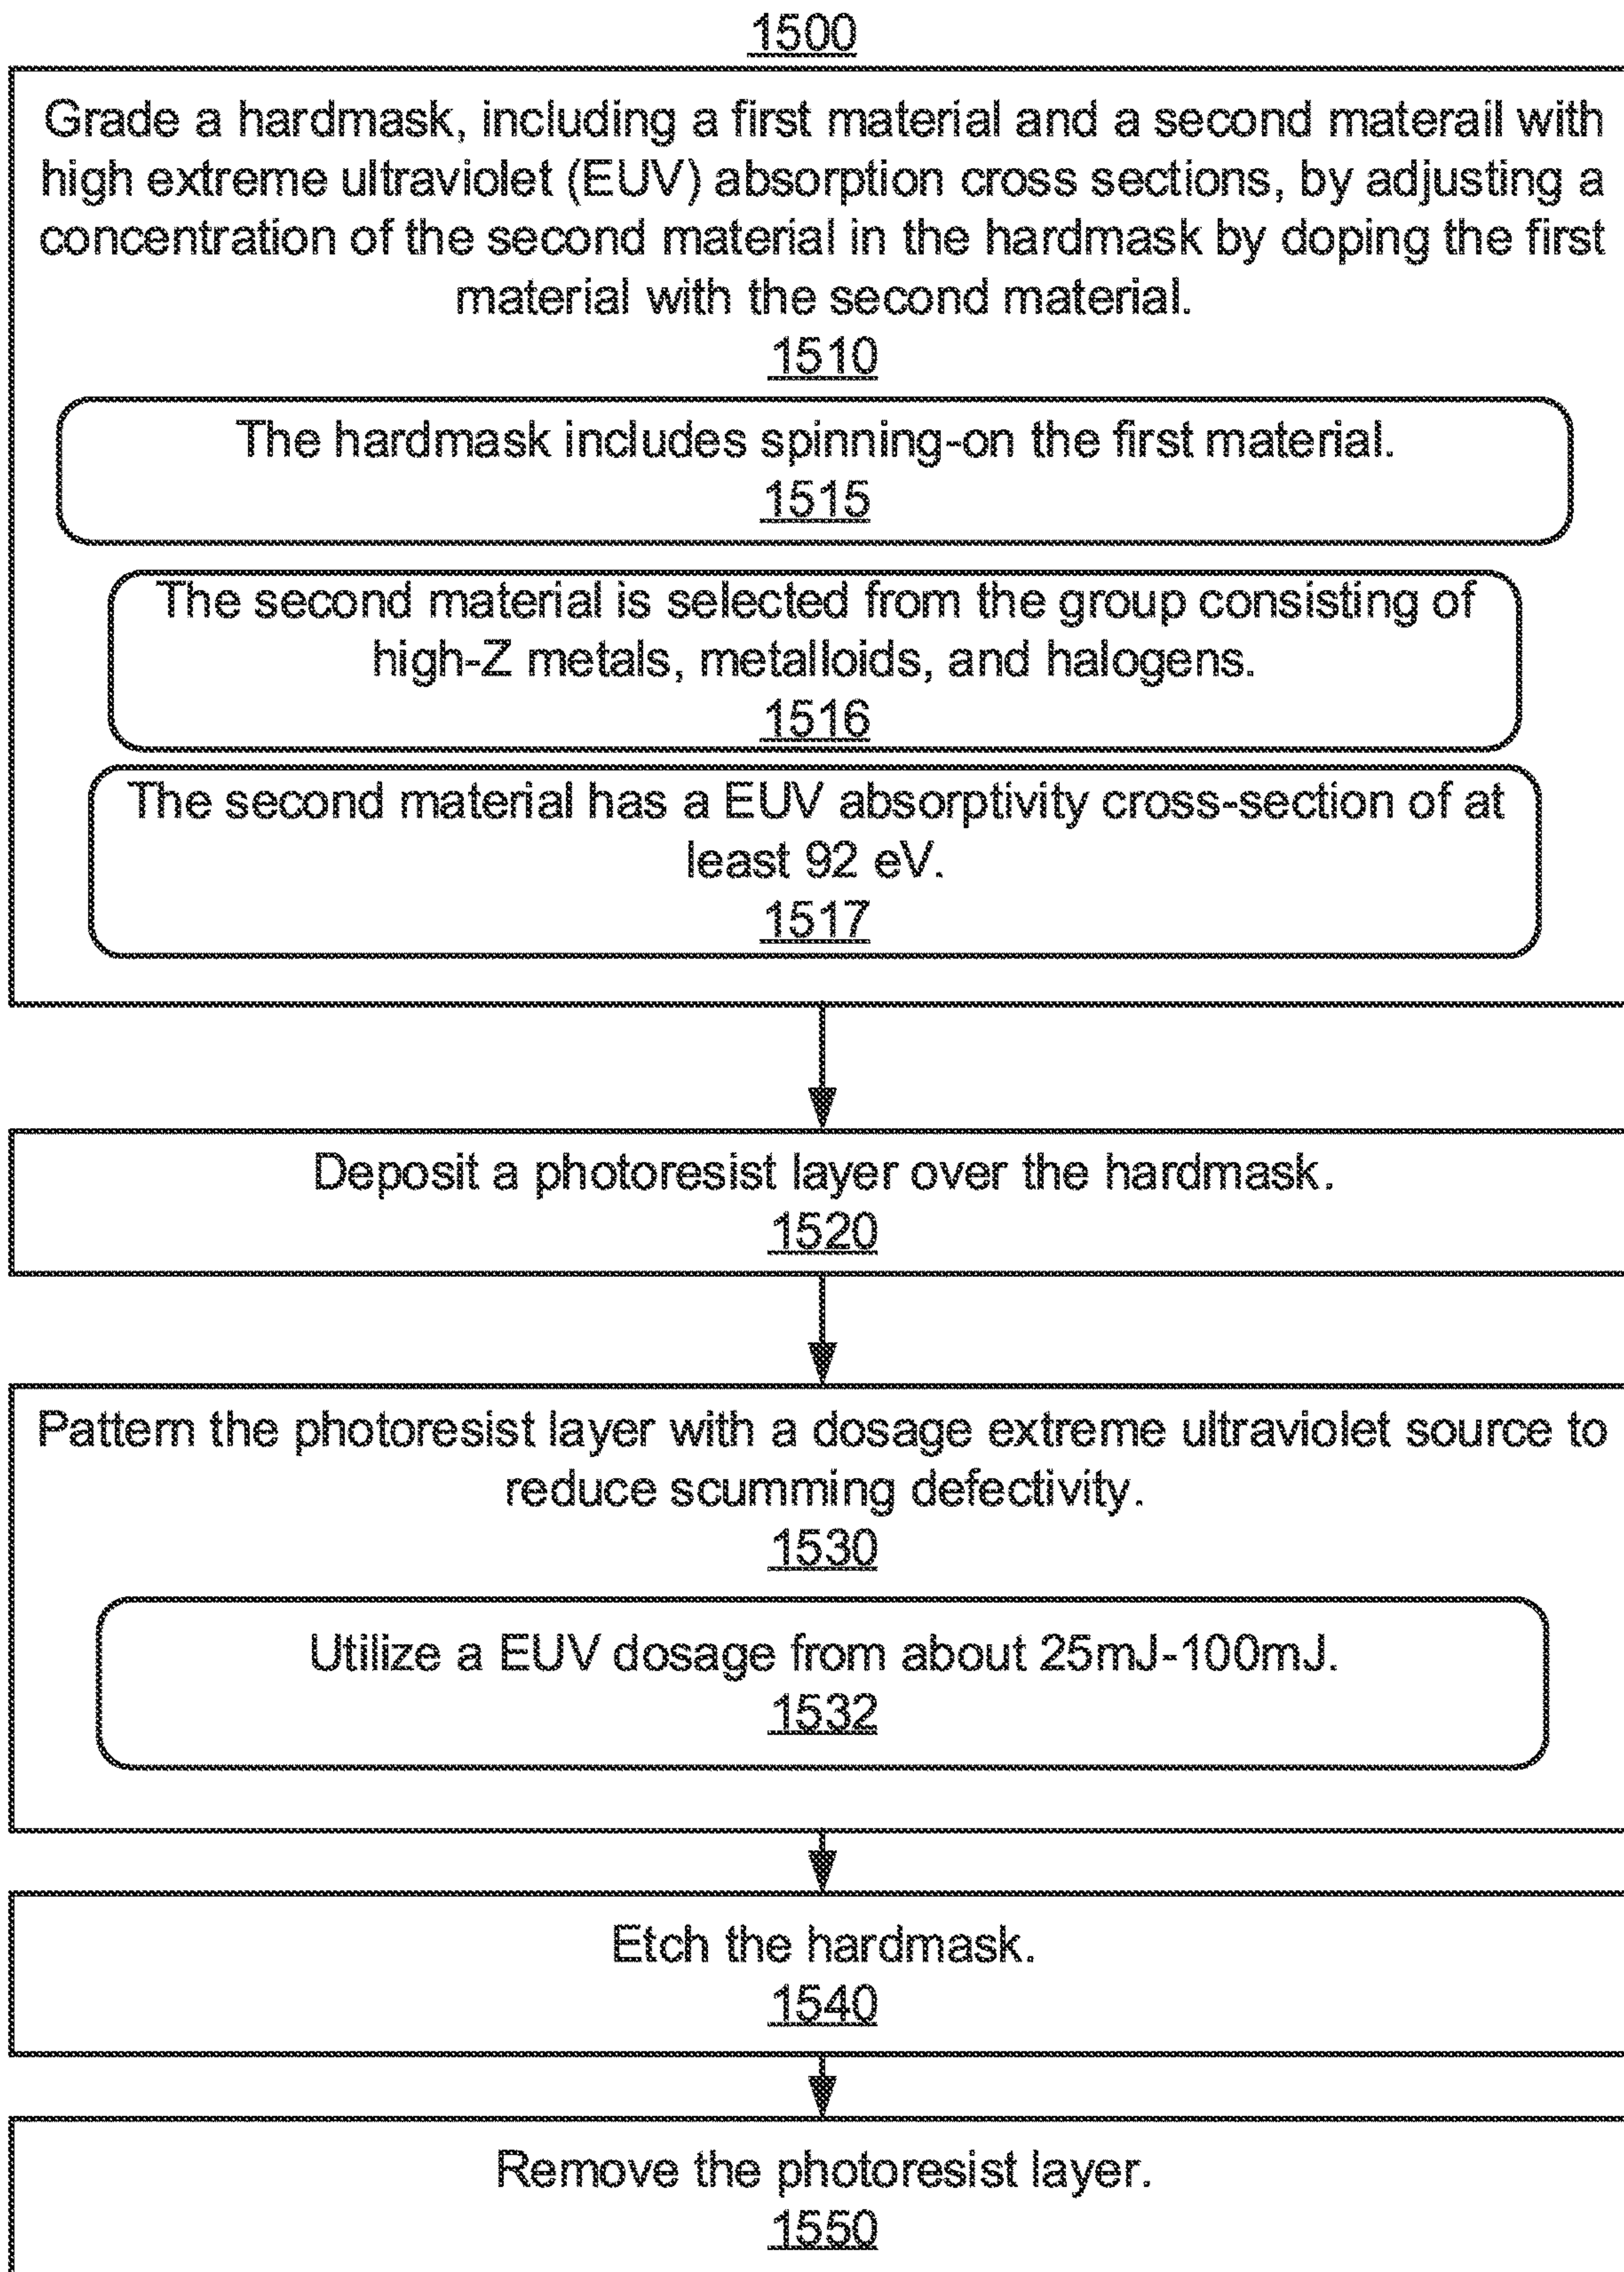 1500
Grade a hardmask, including a first material and a second materail with
high extreme ultraviolet (EUV) absorption cross sections, by adjusting a
concentration of the second material in the hardmask by doping the first
material with the second material.
1510
The hardmask includes spinning-on the first material.
1515
The second material is selected from the group consisting of
high-Z metals, metalloids, and halogens.
1516
The second material has a EUV absorptivity cross-section of at
least 92 eV.
1517
Deposit a photoresist layer over the hardmask.
1520
Pattern the photoresist layer with a dosage extreme ultraviolet source to
reduce scumming defectivity.
1530
Utilize a EUV dosage from about 25mJ-100mJ.
1532
Etch the hardmask.
1540
Remove the photoresist layer.
1550